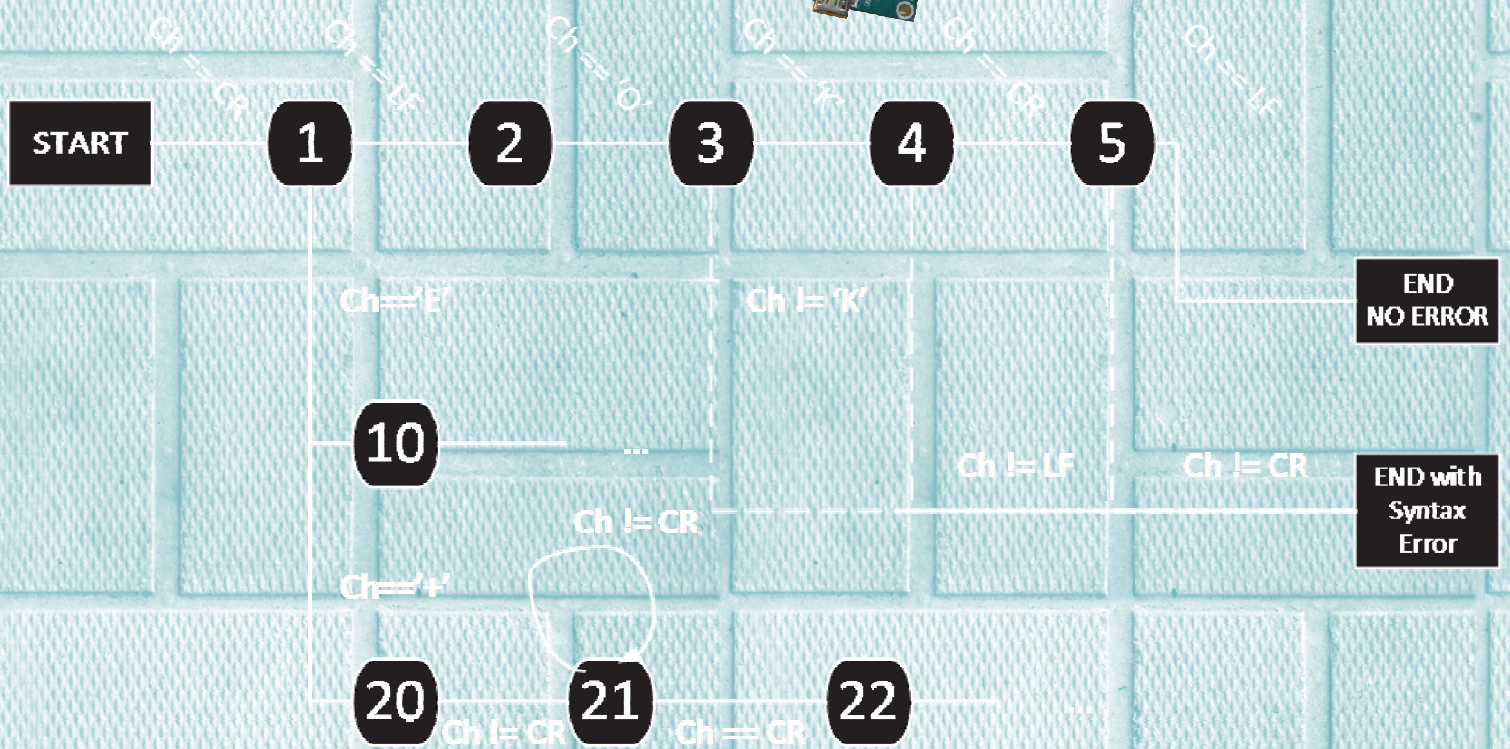 Ch == CR
Ch == LF
Ch == 'O'
Ch == 'K'
Ch == CR
Ch == LF
START
1
2
3
4
5
END
NO ERROR
Ch=='E'
Ch != 'K'
10
...
Ch != LF
Ch != CR
END with
Syntax
Error
Ch != CR
Ch=='+'
20
21
22
...
Ch != CR
Ch == CR